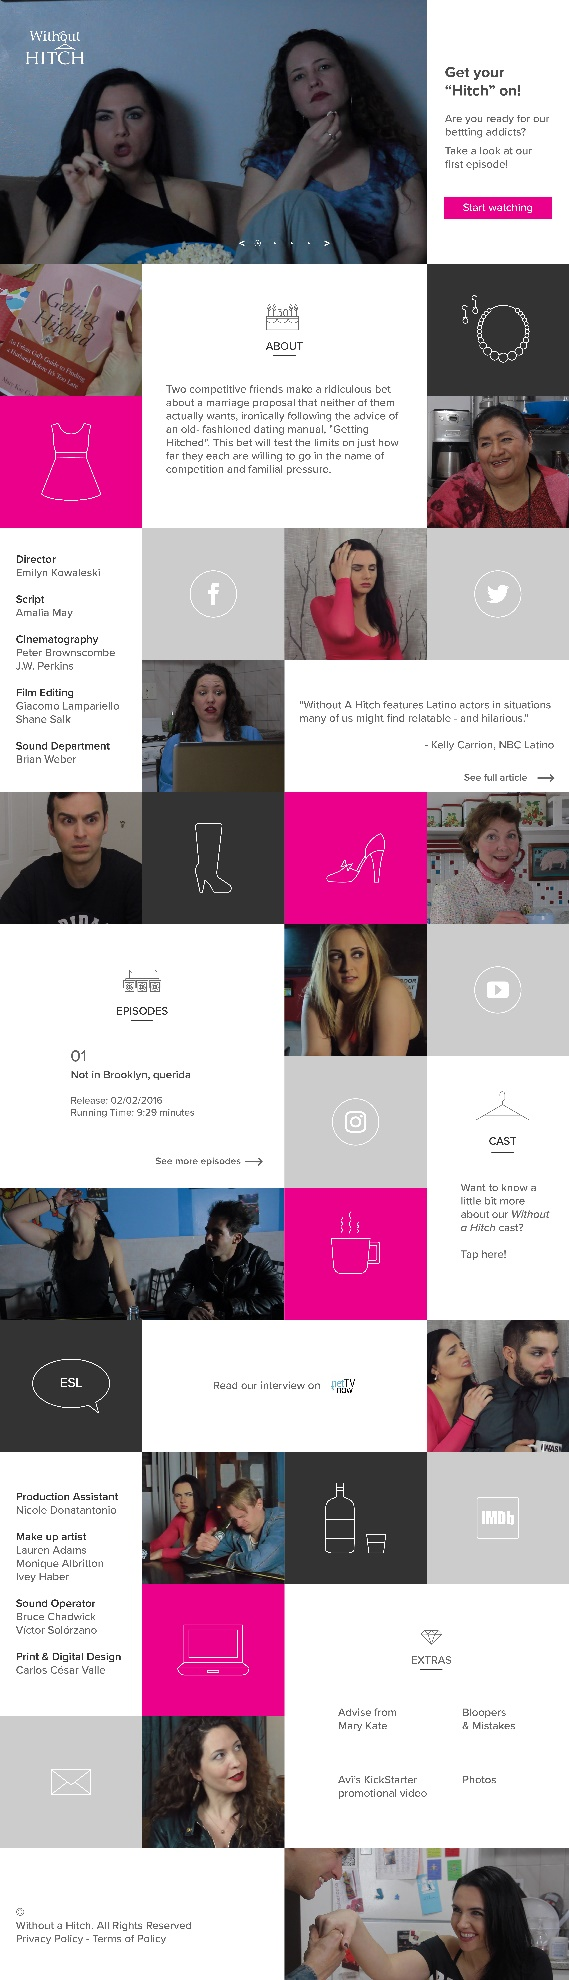 Without
HITCH
Get your
“Hitch” on!
Are you ready for our
bettting addicts?
Take a look at our
first episode!
Start watching
< >
Getting
Hitched
ABOUT
Two competitive friends make a ridiculous bet
about a marriage proposal that neither of them
actually wants, ironically following the advice of
an old- fashioned dating manual, "Getting
Hitched". This bet will test the limits on just how
far they each are willing to go in the name of
competition and familial pressure.
Director
Emilyn Kowaleski
Script
Amalia May
Cinematography
Peter Brownscombe
J.W. Perkins
Film Editing
Giacomo Lampariello
Shane Salk
Sound Department
Brian Weber
"Without A Hitch features Latino actors in situations
many of us might find relatable - and hilarious."
- Kelly Carrion, NBC Latino
See full article
EPISODES
01
Not in Brooklyn, querida
Release: 02/02/2016
Running Time: 9:29 minutes
See more episodes
CAST
Want to know a
little bit more
about our Without
a Hitch cast?
Tap here!
ESL
Read our interview on
getTV
now
I WAS
Production Assistant
Nicole Donatantonio
Make up artist
Lauren Adams
Monique Albritton
Ivey Haber
Sound Operator
Bruce Chadwick
Víctor Solórzano
Print & Digital Design
Carlos César Valle
IMDb
EXTRAS
Advise from
Mary Kate
Bloopers
& Mistakes
Avi's KickStarter
promotional video
Photos
©
Without a Hitch. All Rights Reserved
Privacy Policy - Terms of Policy